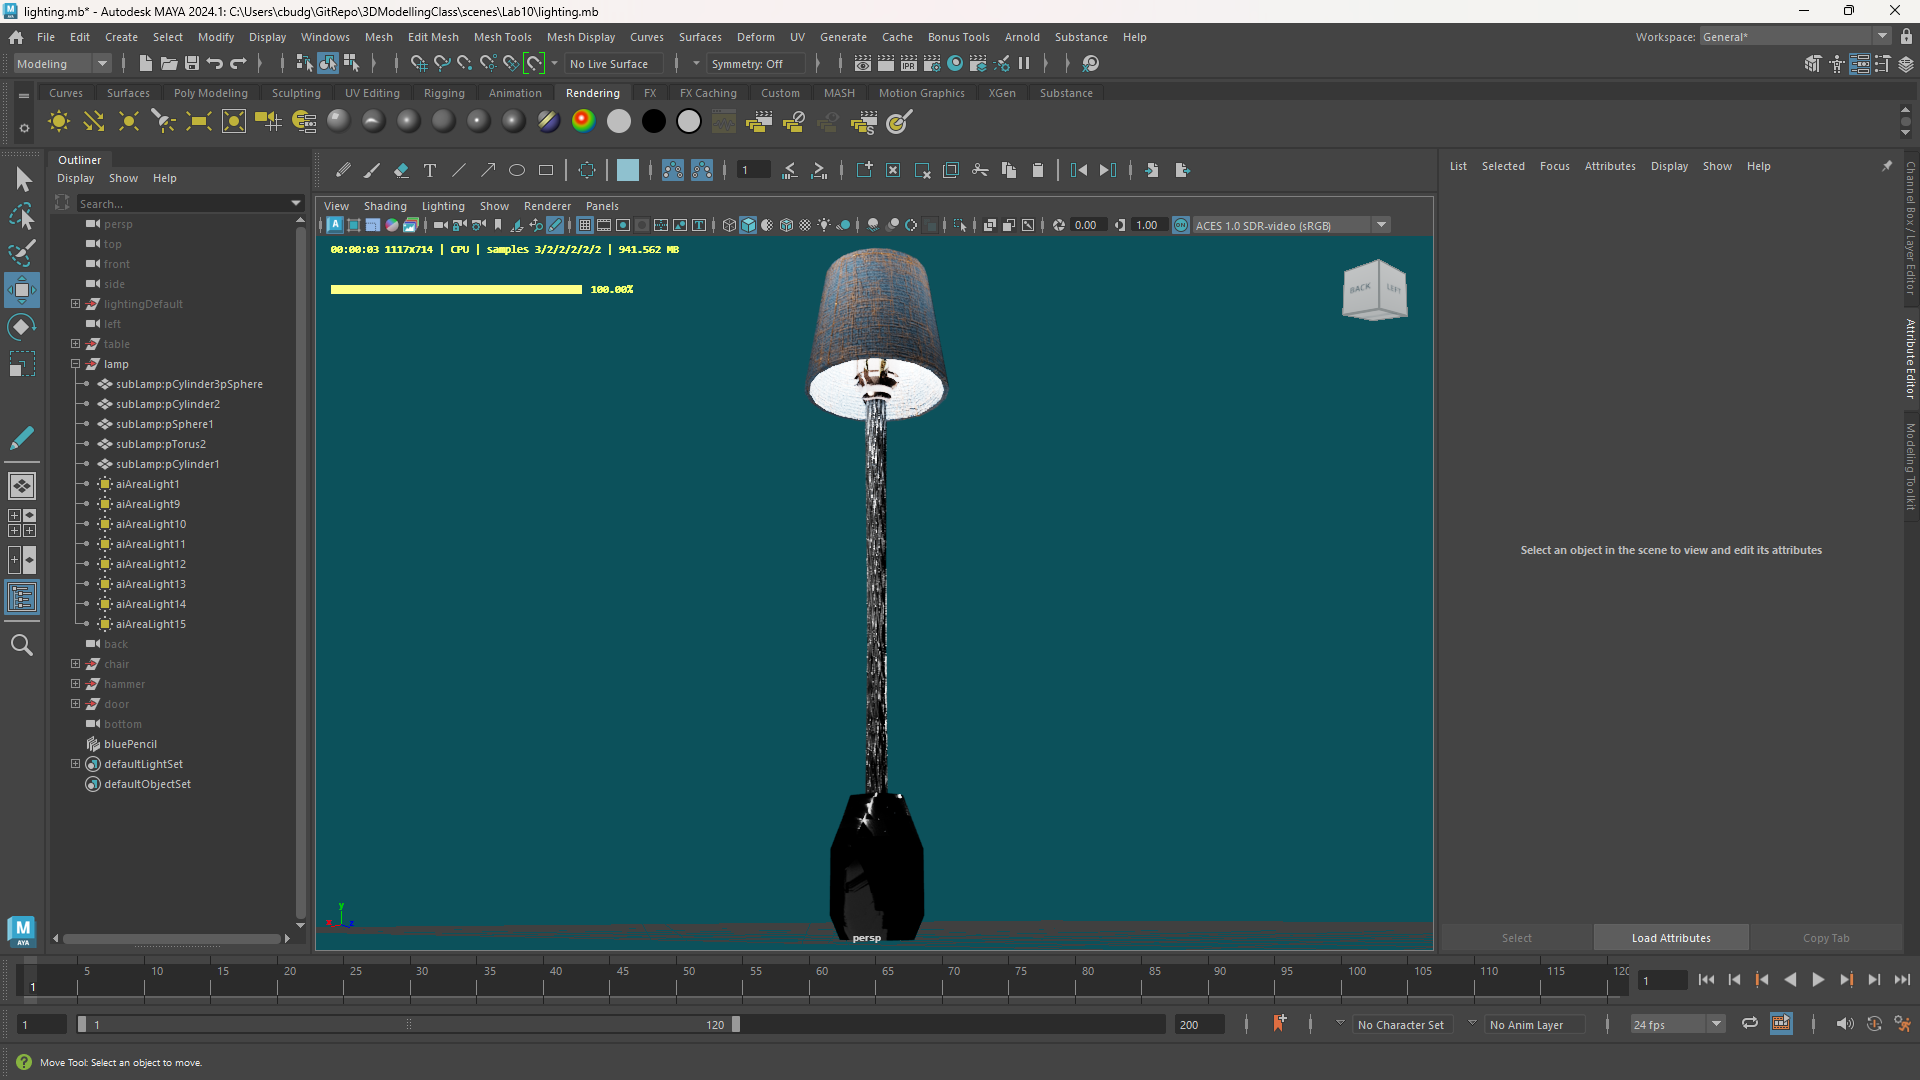 lighting.mb* - Autodesk MAYA 2024.1: C:\Users\cbudg\GitRepo\3DModellingClass\scenes\Lab10\lighting.mb
File Edit Create Select Modify Display Windows Mesh Edit Mesh Mesh Tools Mesh Display Curves Surfaces Deform UV Generate Cache Bonus Tools Arnold Substance Help
Workspace: General*
Modeling
No Live Surface
Symmetry: Off
IPR
Curves Surfaces Poly Modeling Sculpting UV Editing Rigging Animation Rendering FX FX Caching Custom MASH Motion Graphics XGen Substance
Outliner
Display Show Help
Search...
persp
top
front
side
lightingDefault
left
table
lamp
subLamp:pCylinder3pSphere
subLamp:pCylinder2
subLamp:pSphere1
subLamp:pTorus2
subLamp:pCylinder1
aiAreaLight1
aiAreaLight9
aiAreaLight10
aiAreaLight11
aiAreaLight12
aiAreaLight13
aiAreaLight14
aiAreaLight15
back
chair
hammer
door
bottom
bluePencil
defaultLightSet
defaultObjectSet
1
View Shading Lighting Show Renderer Panels
0.00
1.00
ON
ACES 1.0 SDR-video (sRGB)
00:00:03 1117x714 | CPU | samples 3/2/2/2/2/2 | 941.562 MB
100.00%
BACK LEFT
y
x
z
persp
List Selected Focus Attributes Display Show Help
Select an object in the scene to view and edit its attributes
Select Load Attributes Copy Tab
Channel Box / Layer Editor
Attribute Editor
Modeling Toolkit
M
AYA
5 10 15 20 25 30 35 40 45 50 55 60 65 70 75 80 85 90 95 100 105 110 115 120
1
1
1
1
120
200
No Character Set
No Anim Layer
24 fps
Move Tool: Select an object to move.